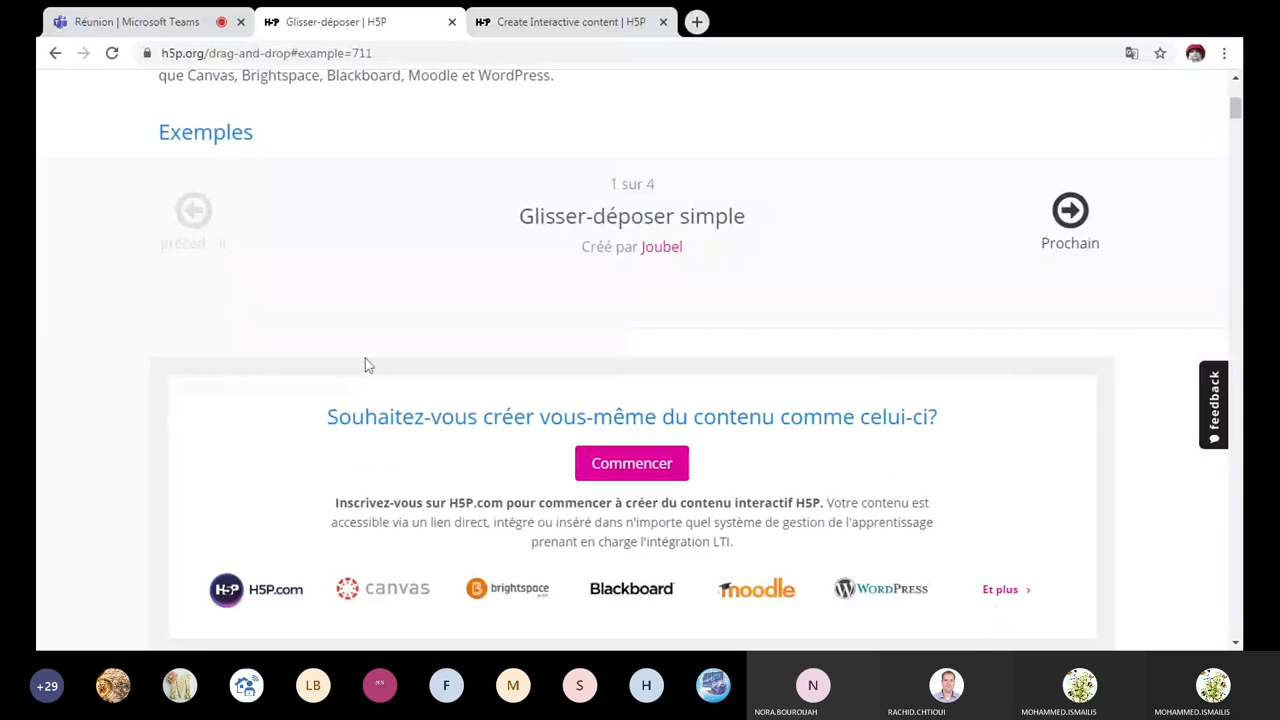 Réunion | Microsoft Teams
Glisser-déposer | H5P
Create Interactive content | H5P
h5p.org/drag-and-drop#example=711
que Canvas, Brightspace, Blackboard, Moodle et WordPress.
Exemples
1 sur 4
Glisser-déposer simple
Créé par Joubel
Prochain
feedback
Souhaitez-vous créer vous-même du contenu comme celui-ci?
Commencer
Inscrivez-vous sur H5P.com pour commencer à créer du contenu interactif H5P. Votre contenu est
accessible via un lien direct, intégré ou inséré dans n'importe quel système de gestion de l'apprentissage
prenant en charge l'intégration LTI.
H5P H5P.com canvas brightspace Blackboard moodle WORDPRESS Et plus
+29 LB F M S H N
NORA.BOUROUAH RACHID.CHTIOUI MOHAMMED.ISMAILIS MOHAMMED.ISMAILIS